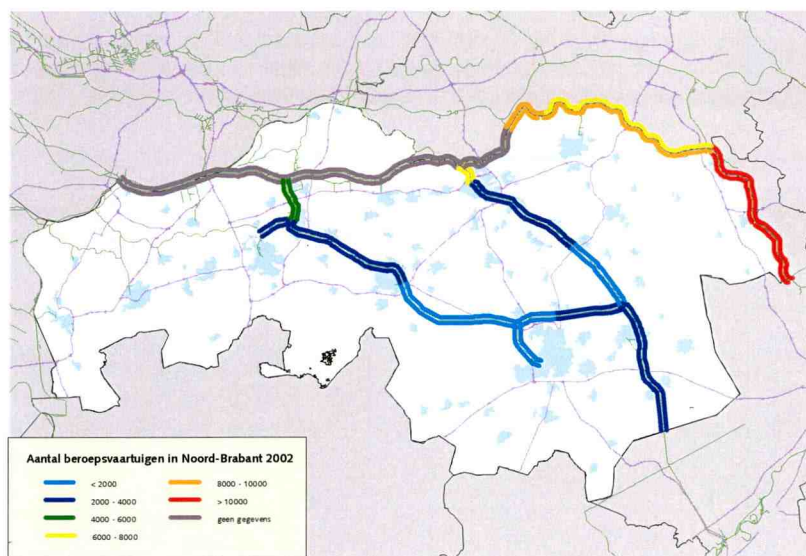 Aantal beroepsvaartuigen in Noord-Brabant 2002
< 2000
2000 - 4000
4000 - 6000
6000 - 8000
8000 - 10000
> 10000
geen gegevens